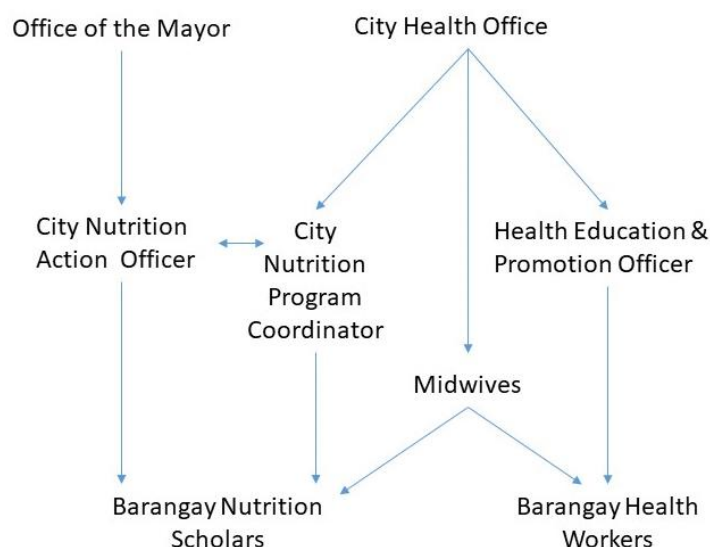 Office of the Mayor
City Health Office
City Nutrition
Action Officer
City
Nutrition
Program
Coordinator
Health Education &
Promotion Officer
Midwives
Barangay Nutrition
Scholars
Barangay Health
Workers